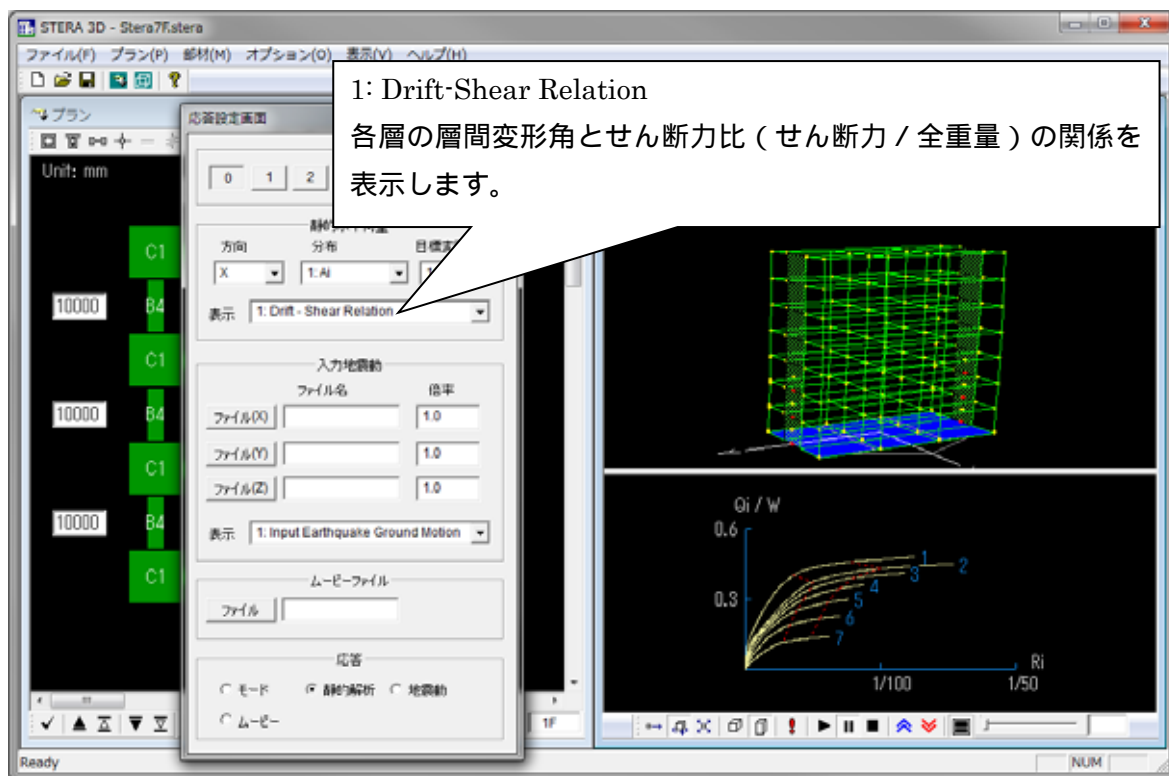 STERA 3D - Stera7F.stera
ファイル(F) プラン(P) 部材(M) オプション(O) 表示(V) ヘルプ(H)
1: Drift-Shear Relation
各層の層間変形角とせん断力比(せん断力/全重量)の関係を
表示します。
プラン
Unit: mm
C1
10000 B4
C1
10000 B4
C1
10000 B4
C1
1F
応答設定画面
0 1 2
方向 分布
X 1: Ai
表示 1: Drift - Shear Relation
入力地震動
ファイル名 倍率
ファイル(X) 1.0
ファイル(Y) 1.0
ファイル(Z) 1.0
表示 1: Input Earthquake Ground Motion
ムービーファイル
ファイル
応答
モード 静的解析 地震動
ムービー
Qi / W
0.6
0.3
1
2
3
4
5
6
7
Ri
1/100 1/50
Ready NUM